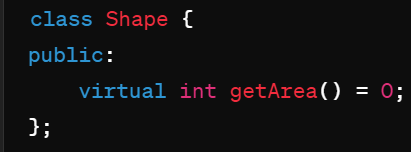 class Shape {
public:
    virtual int getArea() = 0;
};